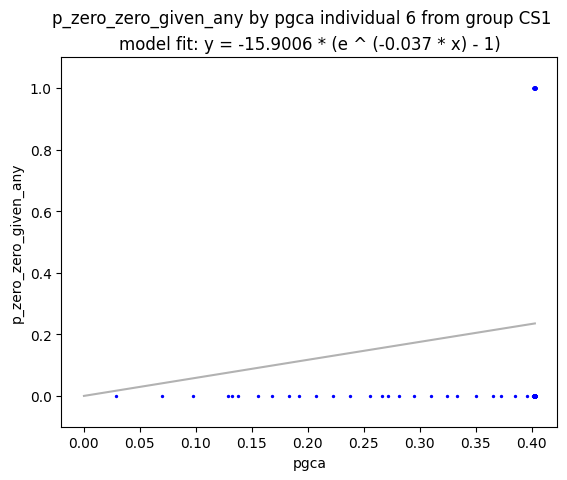 p_zero_zero_given_any by pgca individual 6 from group CS1
model fit: y = -15.9006 * (e ^ (-0.037 * x) - 1)
1.0
0.8
0.6
0.4
0.2
0.0
p_zero_zero_given_any
0.00 0.05 0.10 0.15 0.20 0.25 0.30 0.35 0.40
pgca